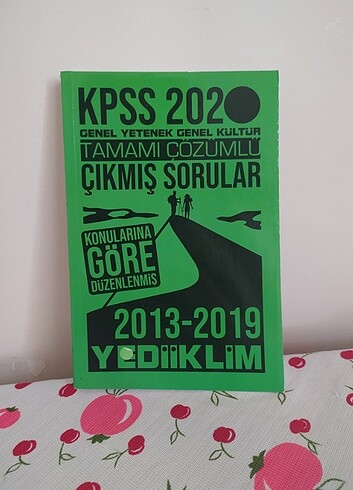 KPSS 2020
GENEL YETENEK GENEL KÜLTÜR
TAMAMI ÇÖZÜMLÜ
ÇIKMIŞ SORULAR
KONULARINA
GÖRE
DÜZENLENMİŞ
2013-2019
YEDİİKLİM